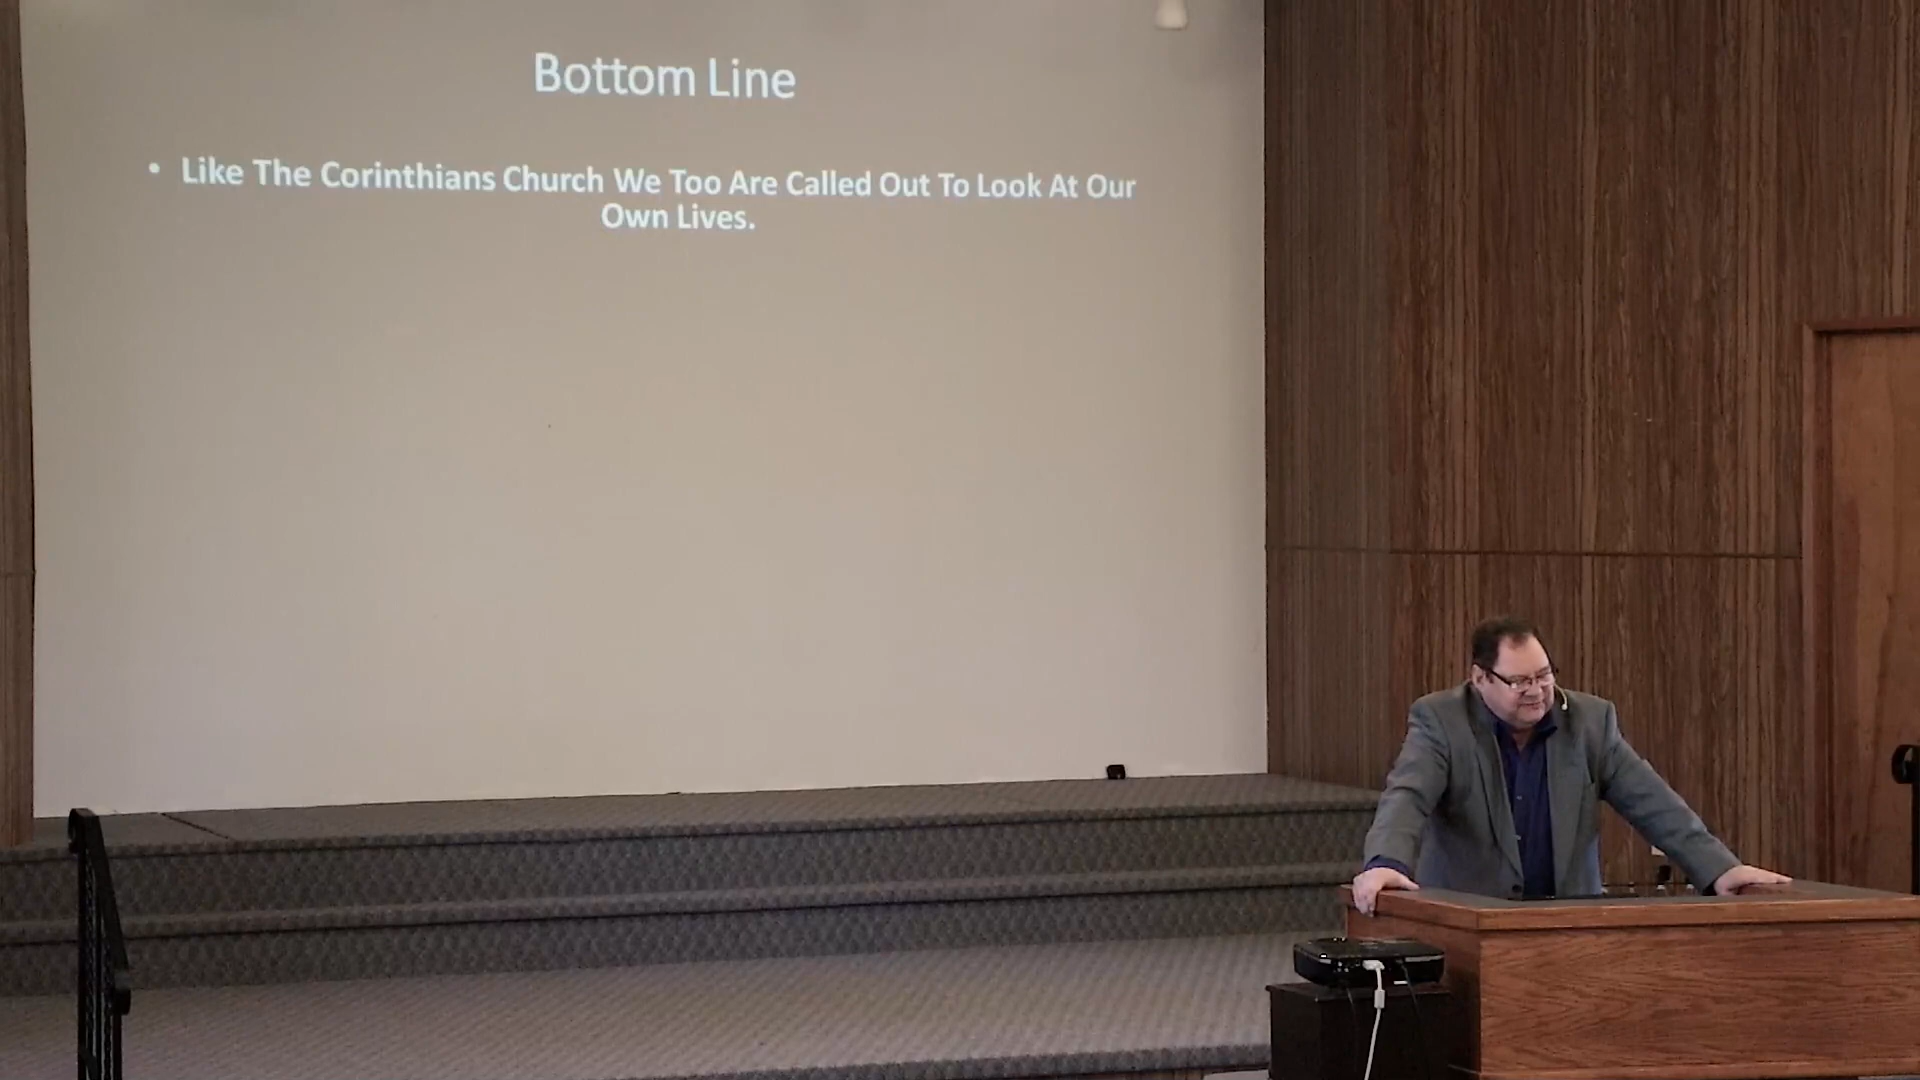 Bottom Line
• Like The Corinthians Church We Too Are Called Out To Look At Our
Own Lives.